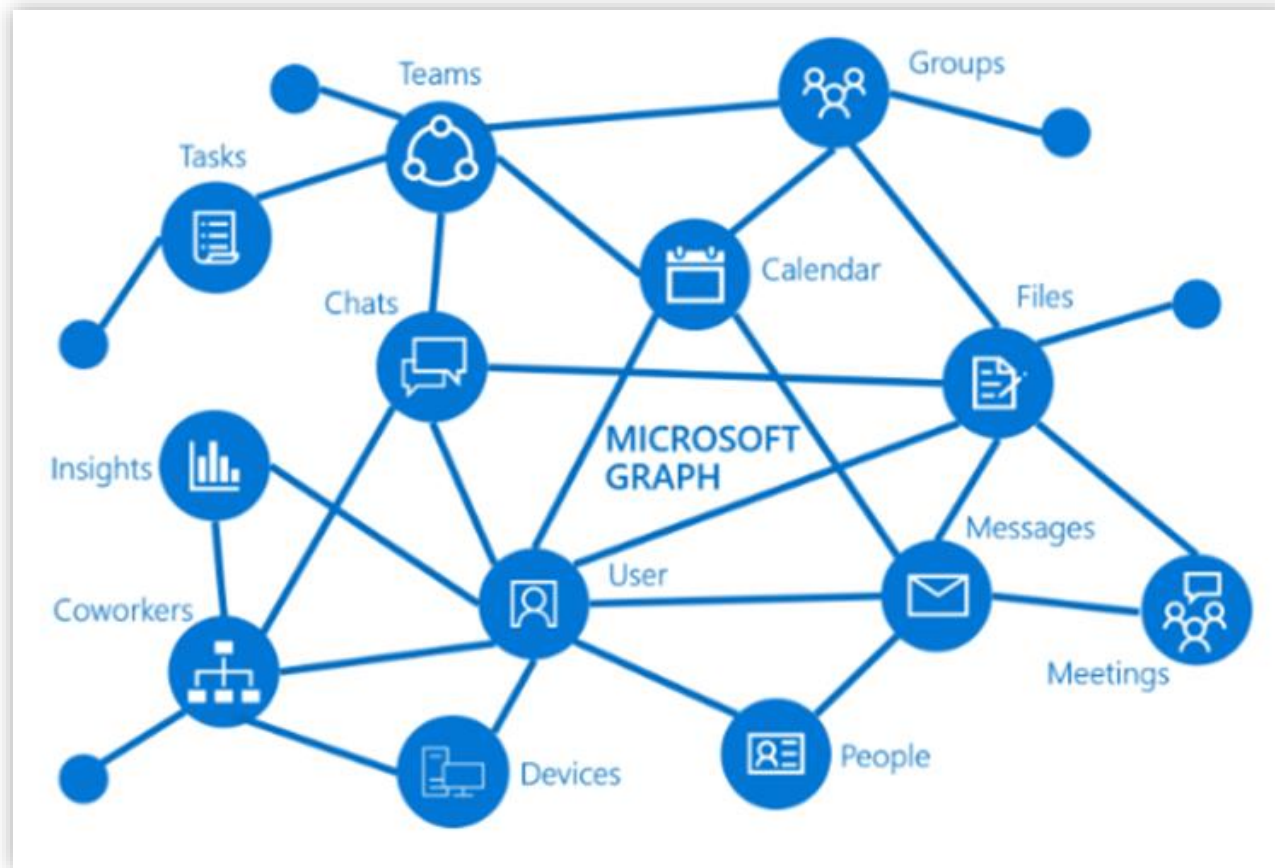 Teams
Groups
Tasks
Calendar
Chats
Files
MICROSOFT
GRAPH
Insights
Messages
User
Coworkers
Meetings
People
Devices